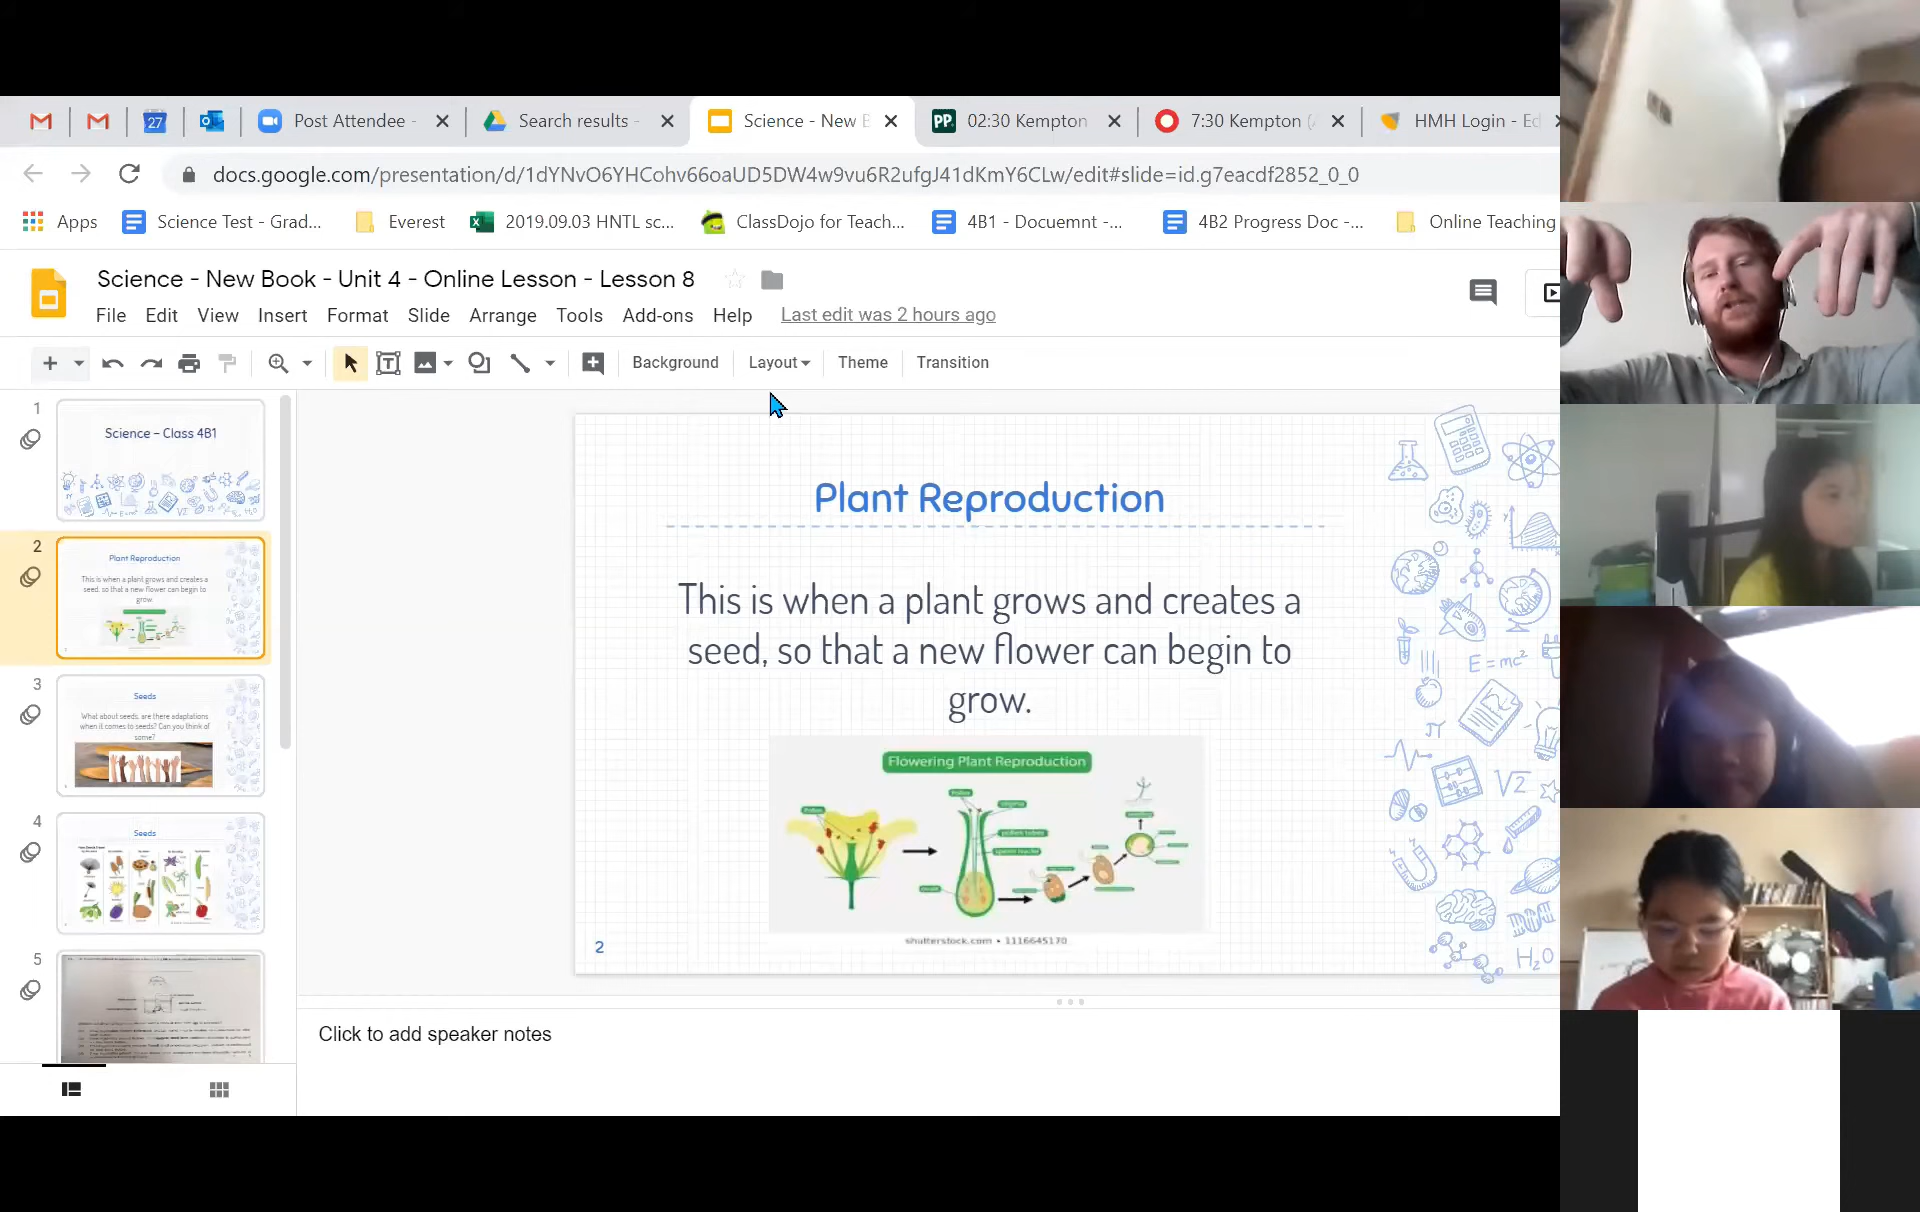 27
Post Attendee -
Search results -
Science - New B
PP.
02:30 Kempton
7:30 Kempton (
HMH Login - Ed
docs.google.com/presentation/d/1dYNvO6YHCohv66oaUD5DW4w9vu6R2ufgJ41dKmY6CLw/edit#slide=id.g7eacdf2852_0_0
Apps
Science Test - Grad...
Everest
2019.09.03 HNTL sc...
ClassDojo for Teach...
4B1 - Docuemnt -...
4B2 Progress Doc -...
Online Teaching
Science - New Book - Unit 4 - Online Lesson - Lesson 8
File Edit View Insert Format Slide Arrange Tools Add-ons Help Last edit was 2 hours ago
Background Layout Theme Transition
1
Science – Class 4B1
2
Plant Reproduction
This is when a plant grows and creates a
seed, so that a new flower can begin to
grow.
3
Seeds
What about seeds, are there adaptations
when it comes to seeds? Can you think of
some?
4
Seeds
5
Plant Reproduction
This is when a plant grows and creates a
seed, so that a new flower can begin to
grow.
Flowering Plant Reproduction
shutterstock.com • 1116645170
2
E=mc²
π
√2
H₂O
Click to add speaker notes